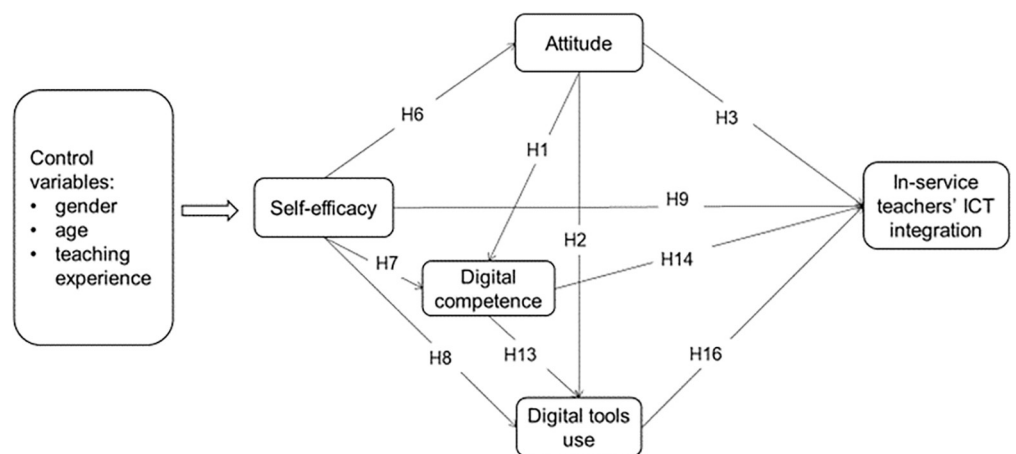 Attitude
H6
H3
Control
variables:
• gender
• age
• teaching
experience
H1
Self-efficacy
H9
In-service
teachers' ICT
integration
H2
H7
H14
Digital
competence
H8
H13
H16
Digital tools
use